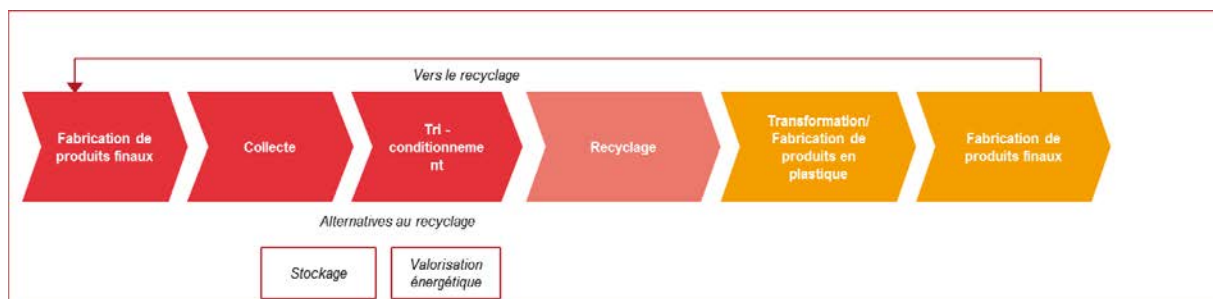 Vers le recyclage
Fabrication de
produits finaux
Collecte
Tri -
conditionneme
nt
Recyclage
Transformation/
Fabrication de
produits en
plastique
Fabrication de
produits finaux
Alternatives au recyclage
Stockage
Valorisation
énergétique